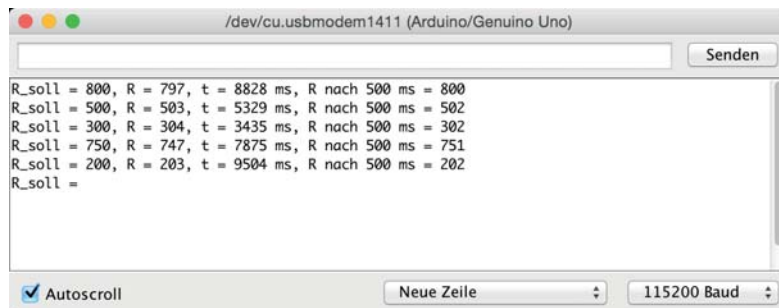 /dev/cu.usbmodem1411 (Arduino/Genuino Uno)
Senden
R_soll = 800, R = 797, t = 8828 ms, R nach 500 ms = 800
R_soll = 500, R = 503, t = 5329 ms, R nach 500 ms = 502
R_soll = 300, R = 304, t = 3435 ms, R nach 500 ms = 302
R_soll = 750, R = 747, t = 7875 ms, R nach 500 ms = 751
R_soll = 200, R = 203, t = 9504 ms, R nach 500 ms = 202
R_soll =
Autoscroll Neue Zeile 115200 Baud